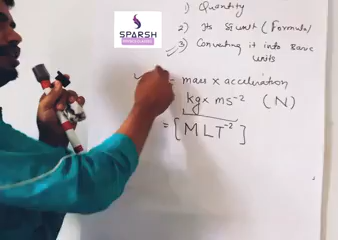 SPARSH
1) Quantity
2) Its SI unit (Formula/
3) Converting it into Base
units
= mass x acceleration
kg x ms⁻² (N)
= [MLT⁻²]